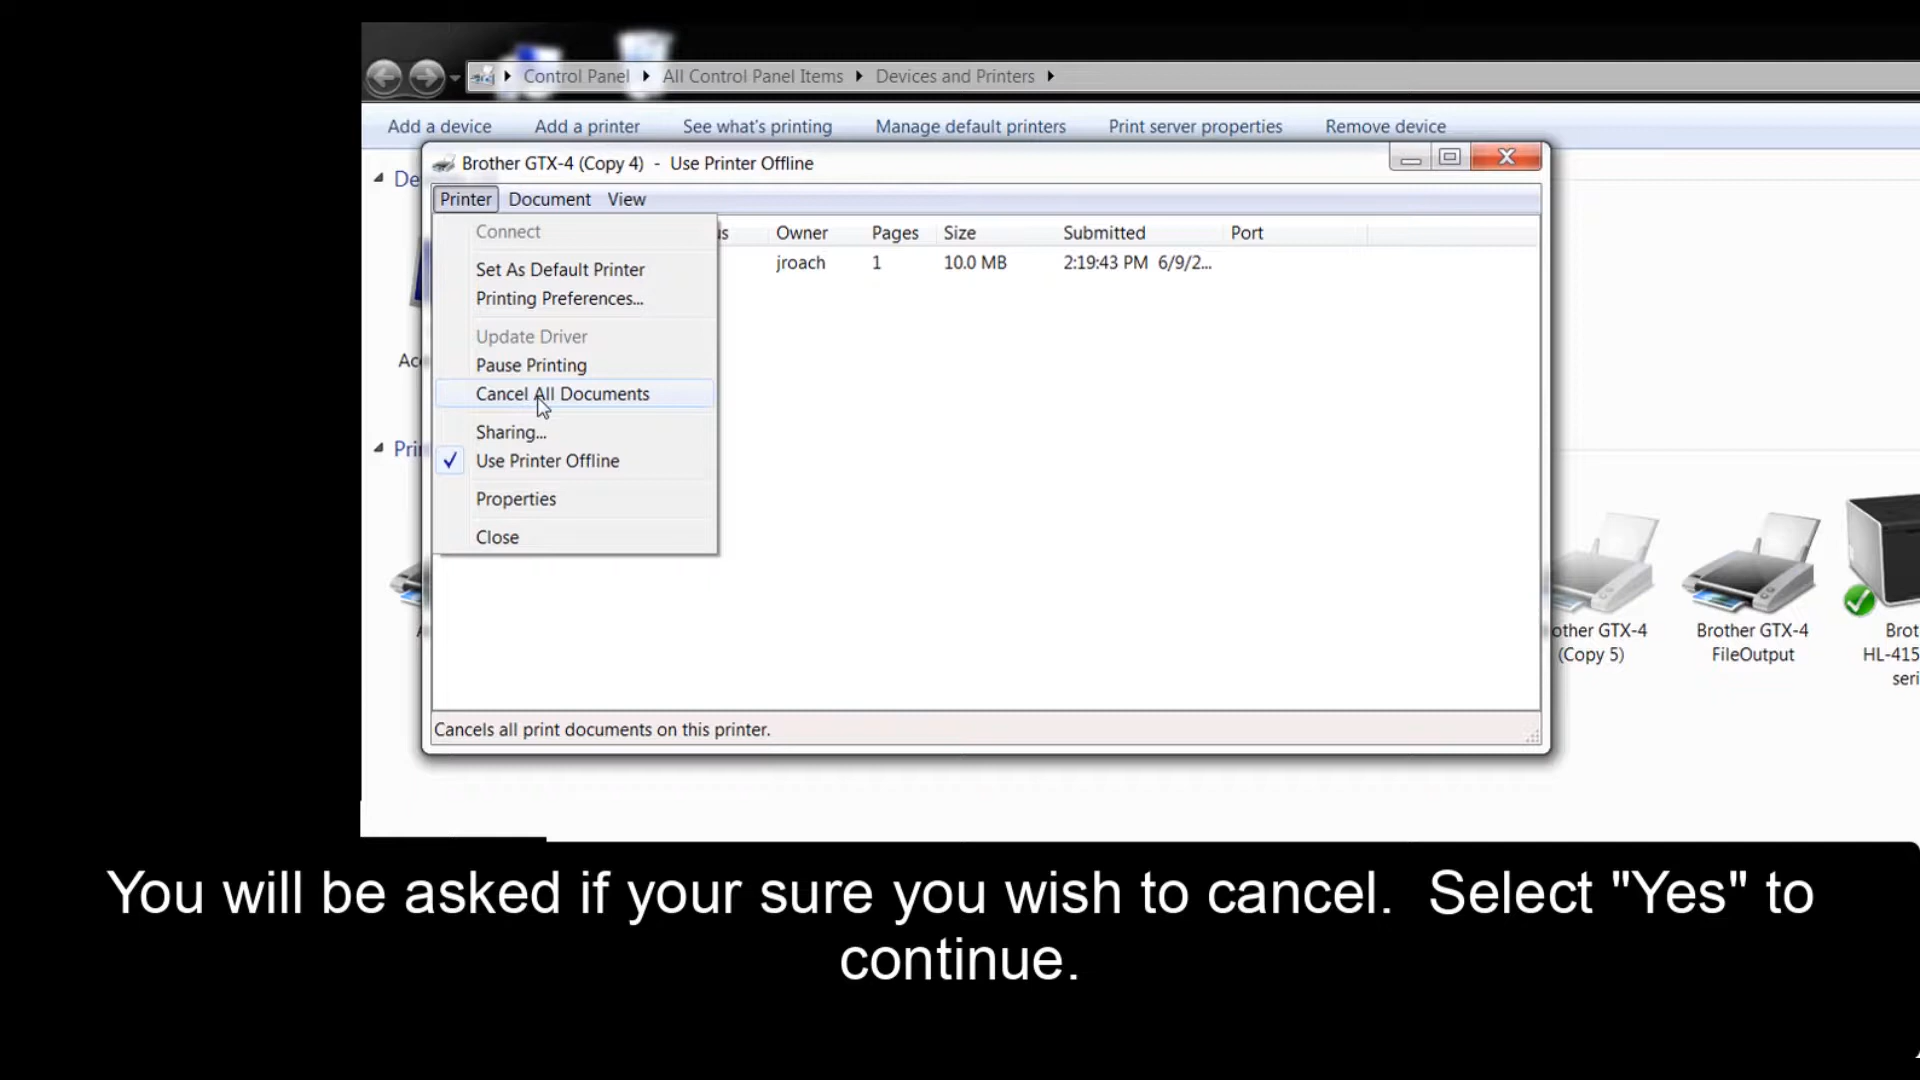 Control Panel All Control Panel Items Devices and Printers
Add a device Add a printer See what's printing Manage default printers Print server properties Remove device
Brother GTX-4 (Copy 4) - Use Printer Offline
Printer Document View
Owner Pages Size Submitted Port
jroach 1 10.0 MB 2:19:43 PM 6/9/2...
Connect
Set As Default Printer
Printing Preferences...
Update Driver
Pause Printing
Cancel All Documents
Sharing...
Use Printer Offline
Properties
Close
other GTX-4
(Copy 5)
Brother GTX-4
FileOutput
Brot
HL-415
seri
Cancels all print documents on this printer.
You will be asked if your sure you wish to cancel. Select "Yes" to
continue.